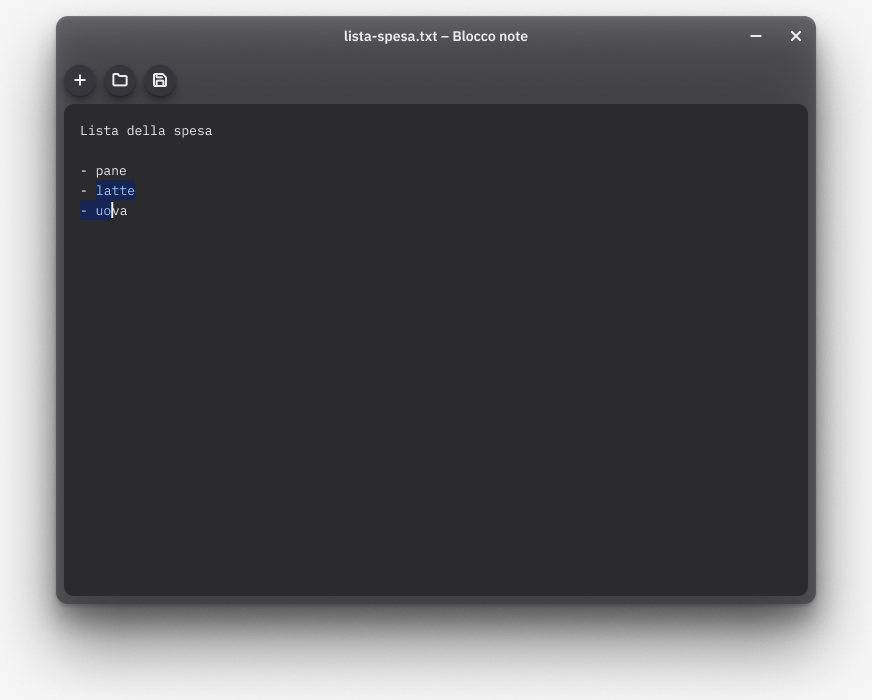 lista-spesa.txt – Blocco note
Lista della spesa

- pane
- latte
- uova